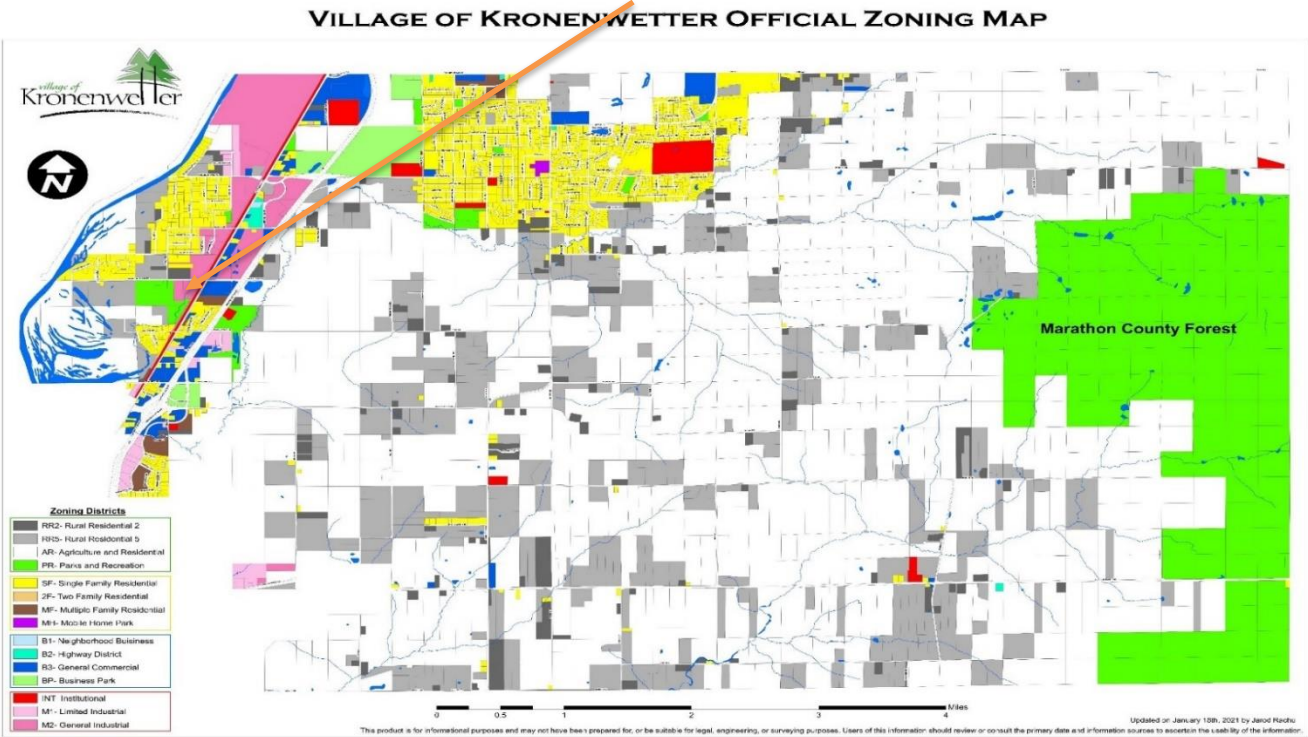 VILLAGE OF KRONENWETTER OFFICIAL ZONING MAP
village of
Kronenwetter
N
Marathon County Forest
Zoning Districts
RR2- Rural Residential 2
RR5- Rural Residential 5
AR- Agriculture and Residential
PR- Parks and Recreation
SF- Single Family Residential
2F- Two Family Residential
MF- Multiple Family Residential
MH- Mobile Home Park
B1- Neighborhood Buisiness
B2- Highway District
B3- General Commercial
BP- Business Park
INT Institutional
M1- Limited Industrial
M2- General Industrial
0 0.5 1 2 3 4 Miles
Updated on January 18th, 2021 by Jarod Rachu
This product is for informational purposes and may not have been prepared for, or be suitable for legal, engineering, or surveying purposes. Users of this information should review or consult the primary data and information sources to ascertain the usability of the information.